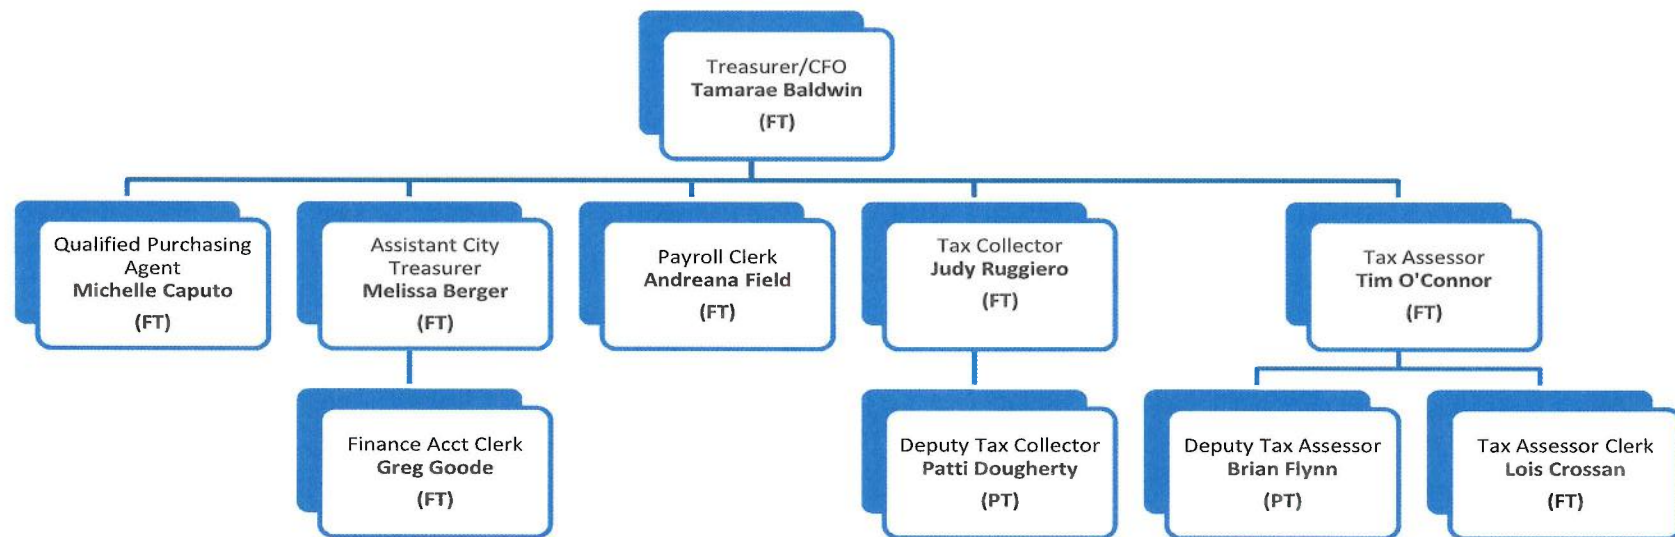 Treasurer/CFO
Tamarae Baldwin
(FT)
Qualified Purchasing
Agent
Michelle Caputo
(FT)
Assistant City
Treasurer
Melissa Berger
(FT)
Payroll Clerk
Andreana Field
(FT)
Tax Collector
Judy Ruggiero
(FT)
Tax Assessor
Tim O'Connor
(FT)
Finance Acct Clerk
Greg Goode
(FT)
Deputy Tax Collector
Patti Dougherty
(PT)
Deputy Tax Assessor
Brian Flynn
(PT)
Tax Assessor Clerk
Lois Crossan
(FT)